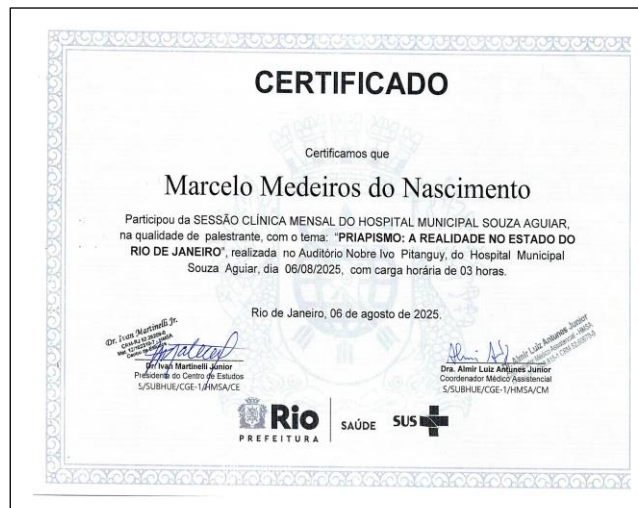 CERTIFICADO
Certificamos que
Marcelo Medeiros do Nascimento
Participou da SESSÃO CLÍNICA MENSAL DO HOSPITAL MUNICIPAL SOUZA AGUIAR,
na qualidade de palestrante, com o tema: "PRIAPISMO: A REALIDADE NO ESTADO DO
RIO DE JANEIRO", realizada no Auditório Nobre Ivo Pitanguy, do Hospital Municipal
Souza Aguiar, dia 06/08/2025, com carga horária de 03 horas.
Rio de Janeiro, 06 de agosto de 2025.
Dr. Ivan Martinelli Jr.
Dr. Ivan Martinelli Júnior
Presidente do Centro de Estudos
S/SUBHUE/CGE-1/HMSA/CE
Almir Luiz Antunes Junior
Dra. Almir Luiz Antunes Junior
Coordenador Médico Assistencial
S/SUBHUE/CGE-1/HMSA/CM
Rio
PREFEITURA
SAÚDE
SUS